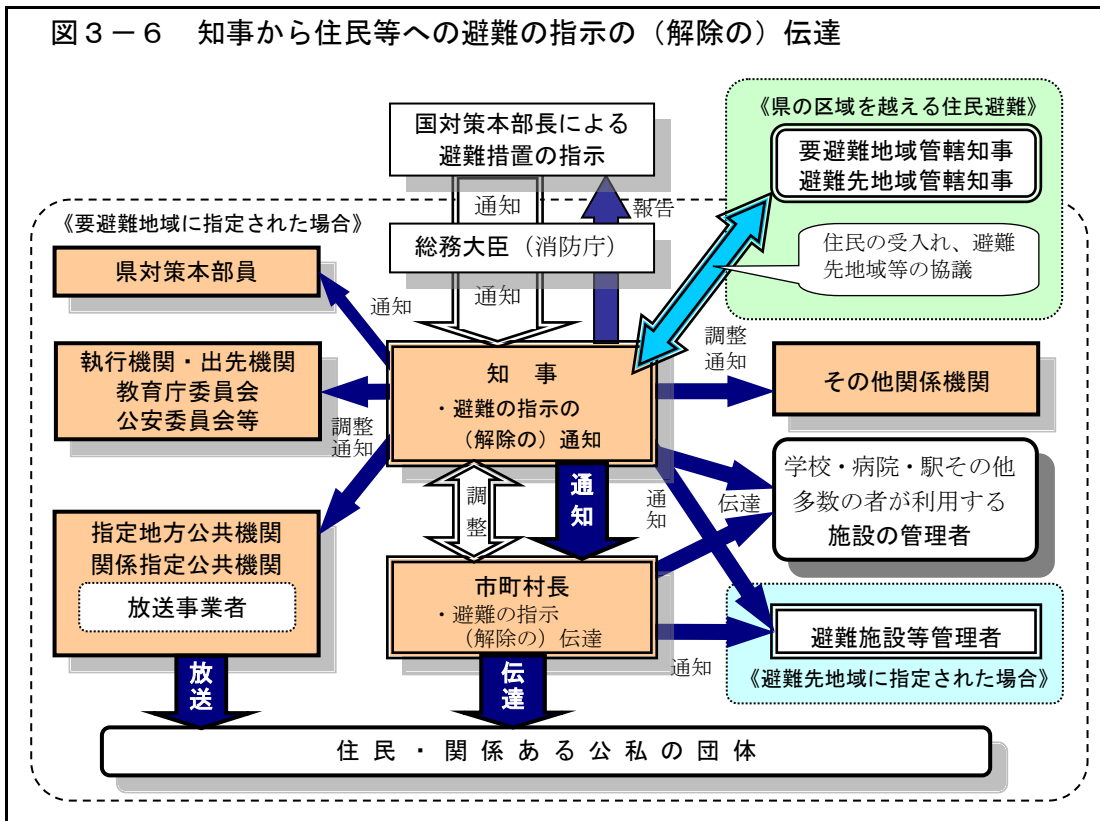 図3-6 知事から住民等への避難の指示の（解除の）伝達
国対策本部長による
避難措置の指示
《県の区域を越える住民避難》
要避難地域管轄知事
避難先地域管轄知事
通知
報告
《要避難地域に指定された場合》
総務大臣（消防庁）
住民の受入れ、避難
先地域等の協議
県対策本部員
通知
通知
執行機関・出先機関
教育庁委員会
公安委員会等
知　事
・避難の指示の
（解除の）通知
調整
通知
その他関係機関
調整
通知
調整
通知
通知
伝達
学校・病院・駅その他
多数の者が利用する
施設の管理者
指定地方公共機関
関係指定公共機関
放送事業者
市町村長
・避難の指示
（解除の）伝達
通知
避難施設等管理者
《避難先地域に指定された場合》
放送
伝達
住民・関係ある公私の団体